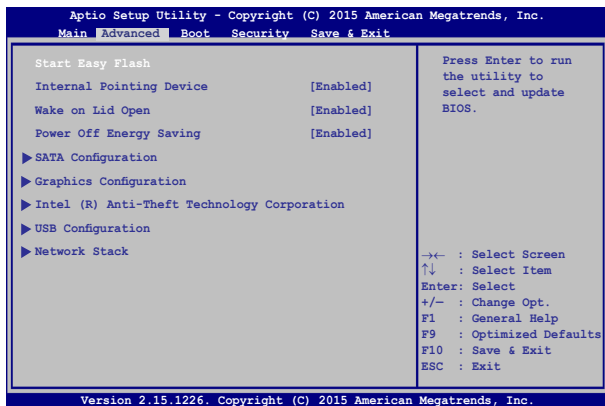 Aptio Setup Utility - Copyright (C) 2015 American Megatrends, Inc.
Main Advanced Boot Security Save & Exit
Start Easy Flash
Internal Pointing Device [Enabled]
Wake on Lid Open [Enabled]
Power Off Energy Saving [Enabled]
SATA Configuration
Graphics Configuration
Intel (R) Anti-Theft Technology Corporation
USB Configuration
Network Stack
Press Enter to run
the utility to
select and update
BIOS.
→← : Select Screen
↑↓ : Select Item
Enter: Select
+/— : Change Opt.
F1 : General Help
F9 : Optimized Defaults
F10 : Save & Exit
ESC : Exit
Version 2.15.1226. Copyright (C) 2015 American Megatrends, Inc.